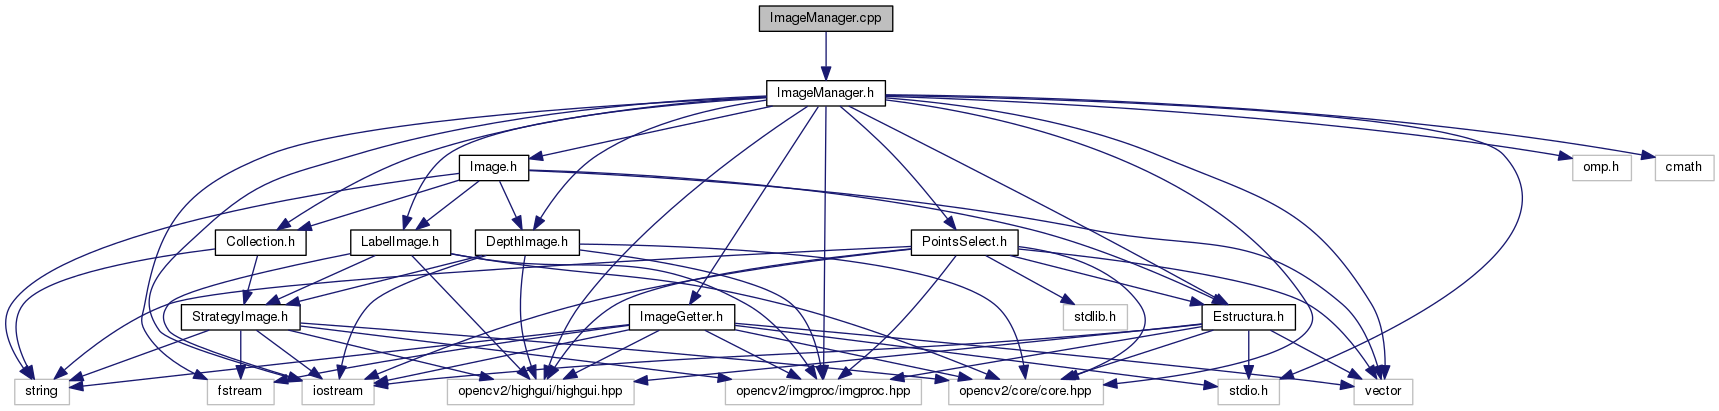 ImageManager.cpp
ImageManager.h
Image.h
omp.h
cmath
Collection.h
LabelImage.h
DepthImage.h
PointsSelect.h
StrategyImage.h
ImageGetter.h
stdlib.h
Estructura.h
string
fstream
iostream
opencv2/highgui/highgui.hpp
opencv2/imgproc/imgproc.hpp
opencv2/core/core.hpp
stdio.h
vector